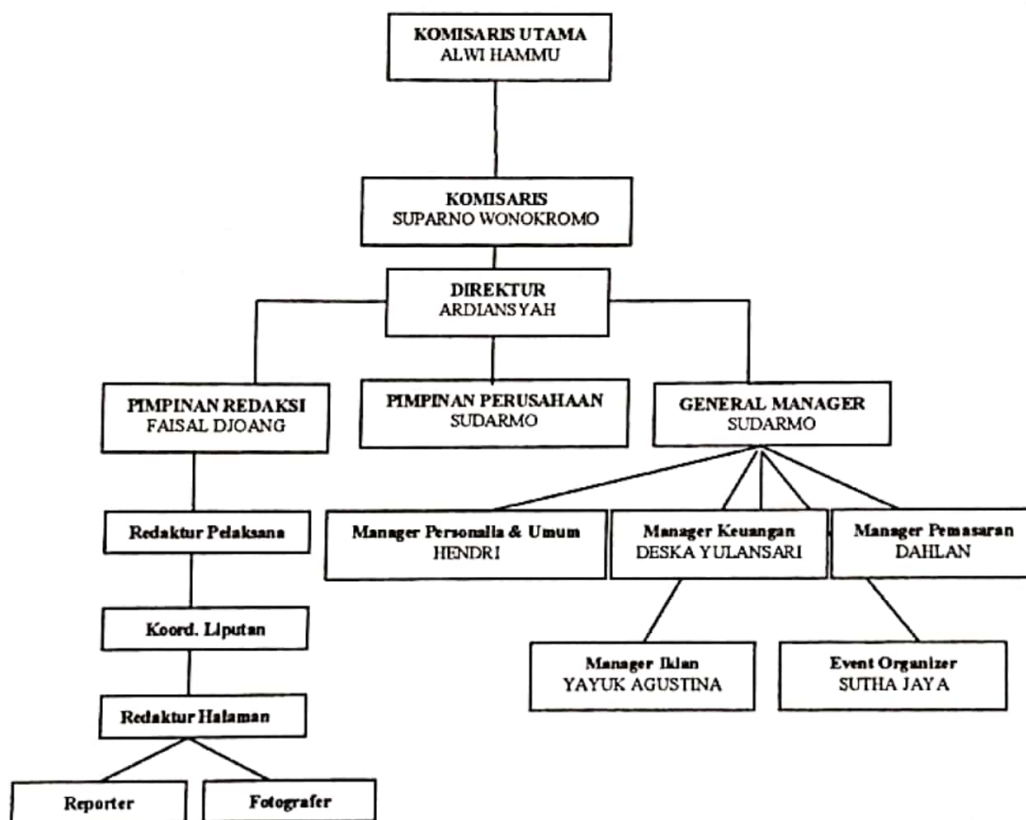 KOMISARIS UTAMA
ALWI HAMMU
KOMISARIS
SUPARNO WONOKROMO
DIREKTUR
ARDIANSYAH
PIMPINAN REDAKSI
FAISAL DJOANG
PIMPINAN PERUSAHAAN
SUDARMO
GENERAL MANAGER
SUDARMO
Redaktur Pelaksana
Manager Personalia & Umum
HENDRI
Manager Keuangan
DESKA YULANSARI
Manager Pemasaran
DAHLAN
Koord. Liputan
Manager Iklan
YAYUK AGUSTINA
Event Organizer
SUTHA JAYA
Redaktur Halaman
Reporter
Fotografer